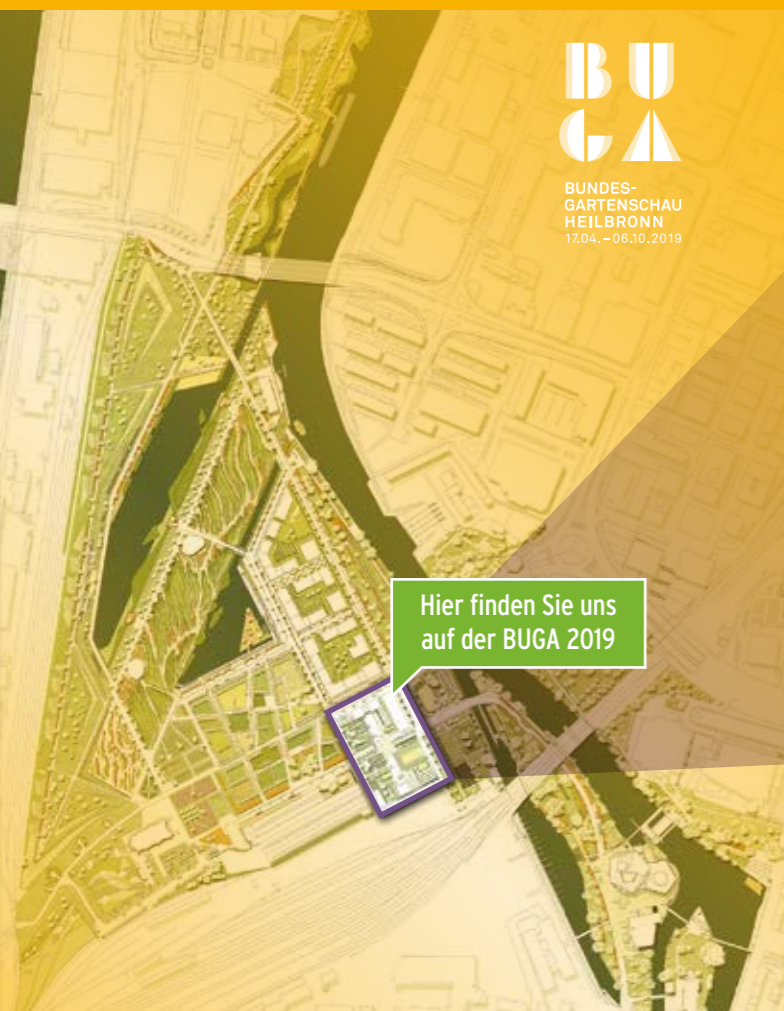 BU
GA
BUNDES-
GARTENSCHAU
HEILBRONN
17.04.–06.10.2019
Hier finden Sie uns
auf der BUGA 2019